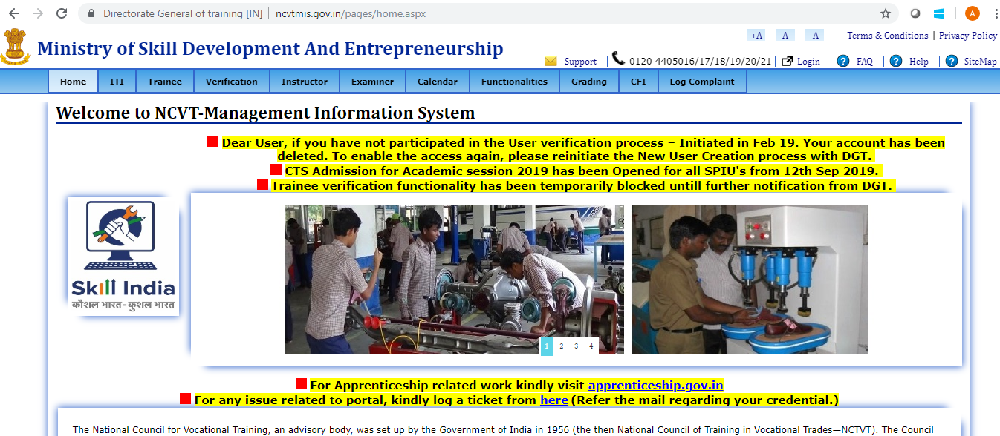 Directorate General of training [IN] | ncvtmis.gov.in/pages/home.aspx
A
+A A -A Terms & Conditions | Privacy Policy
Ministry of Skill Development And Entrepreneurship
Support 0120 4405016/17/18/19/20/21 Login FAQ Help SiteMap
Home ITI Trainee Verification Instructor Examiner Calendar Functionalities Grading CFI Log Complaint
Welcome to NCVT-Management Information System
Dear User, if you have not participated in the User verification process – Initiated in Feb 19. Your account has been
deleted. To enable the access again, please reinitiate the New User Creation process with DGT.
CTS Admission for Academic session 2019 has been Opened for all SPIU's from 12th Sep 2019.
Trainee verification functionality has been temporarily blocked untill further notification from DGT.
Skill India
कौशल भारत - कुशल भारत
1 2 3 4
For Apprenticeship related work kindly visit apprenticeship.gov.in
For any issue related to portal, kindly log a ticket from here (Refer the mail regarding your credential.)
The National Council for Vocational Training, an advisory body, was set up by the Government of India in 1956 (the then National Council of Training in Vocational Trades—NCTVT). The Council